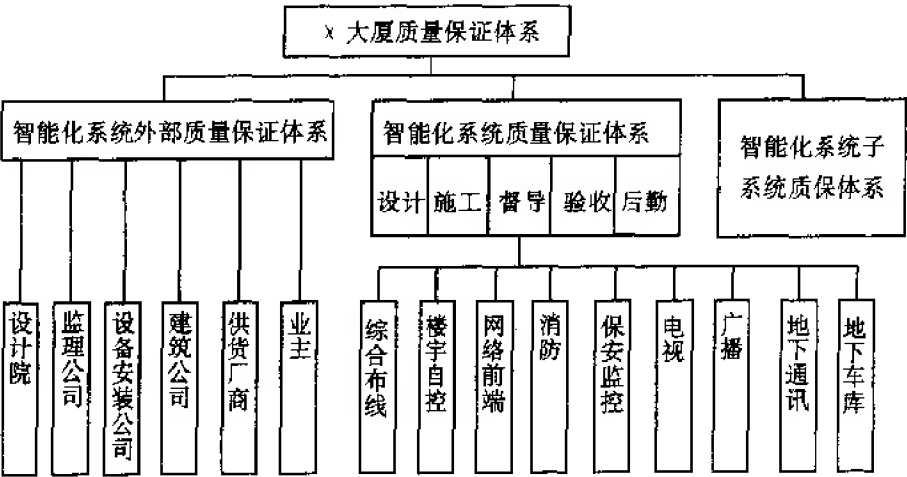 X 大厦质量保证体系
智能化系统外部质量保证体系
智能化系统质量保证体系
智能化系统子
系统质保体系
设计
施工
督导
验收
后勤
设计院
监理公司
设备安装公司
建筑公司
供货厂商
业主
综合布线
楼宇自控
网络前端
消防
保安监控
电视
广播
地下通讯
地下车库